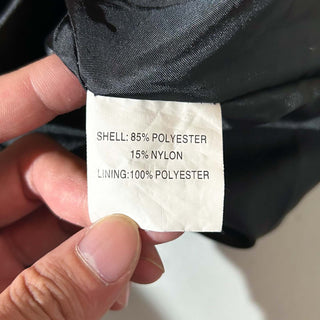 SHELL: 85% POLYESTER
15% NYLON
LINING:100% POLYESTER